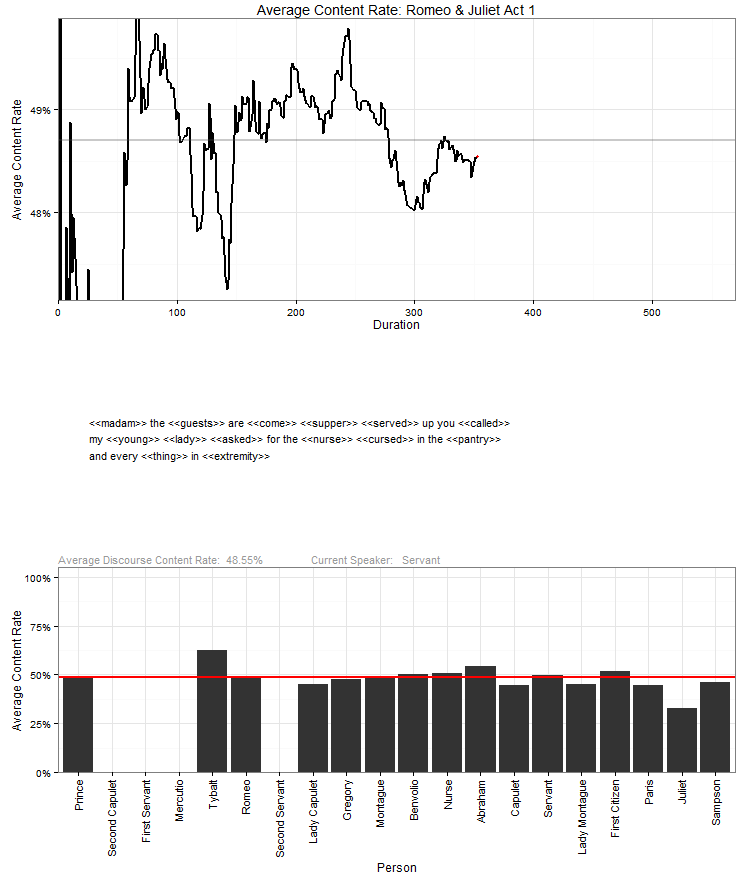 Average Content Rate: Romeo & Juliet Act 1
Average Content Rate
49%
48%
0 100 200 300 400 500
Duration
<<madam>> the <<guests>> are <<come>> <<supper>> <<served>> up you <<called>>
my <<young>> <<lady>> <<asked>> for the <<nurse>> <<cursed>> in the <<pantry>>
and every <<thing>> in <<extremity>>
Average Discourse Content Rate: 48.55% Current Speaker: Servant
Average Content Rate
100%
75%
50%
25%
0%
Prince
Second Capulet
First Servant
Mercutio
Tybalt
Romeo
Second Servant
Lady Capulet
Gregory
Montague
Benvolio
Nurse
Abraham
Capulet
Servant
Lady Montague
First Citizen
Paris
Juliet
Sampson
Person